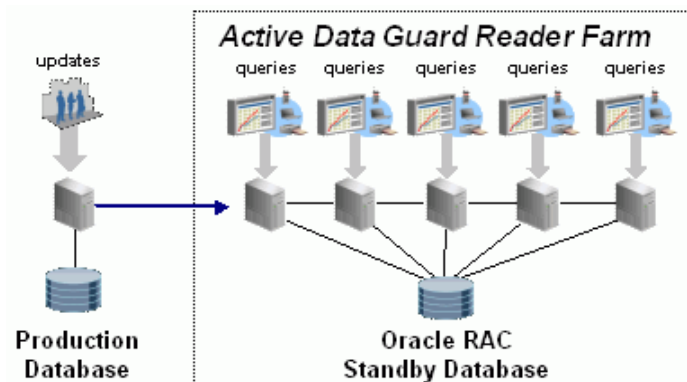 Active Data Guard Reader Farm
updates
queries queries queries queries queries
Production
Database
Oracle RAC
Standby Database